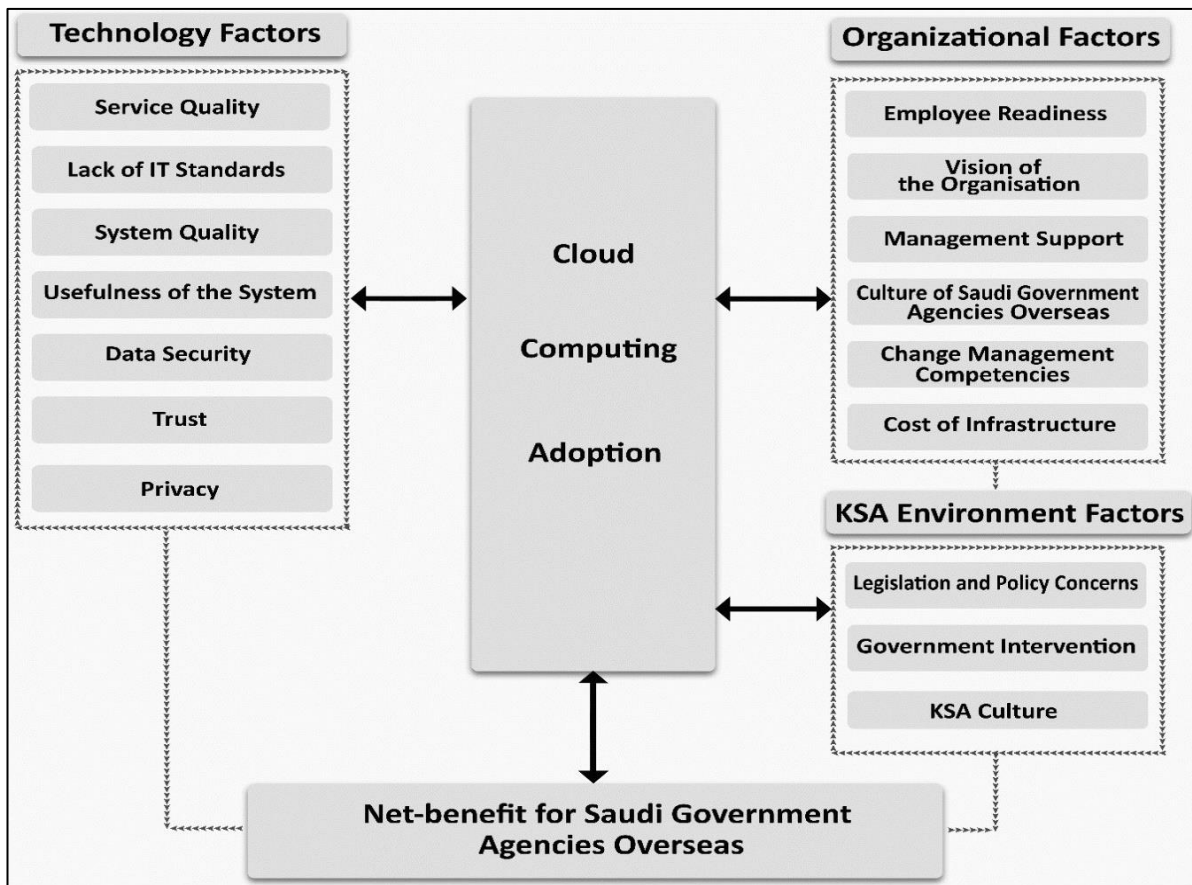 Technology Factors
Service Quality
Lack of IT Standards
System Quality
Usefulness of the System
Data Security
Trust
Privacy
Cloud
Computing
Adoption
Organizational Factors
Employee Readiness
Vision of
the Organisation
Management Support
Culture of Saudi Government
Agencies Overseas
Change Management
Competencies
Cost of Infrastructure
KSA Environment Factors
Legislation and Policy Concerns
Government Intervention
KSA Culture
Net-benefit for Saudi Government
Agencies Overseas